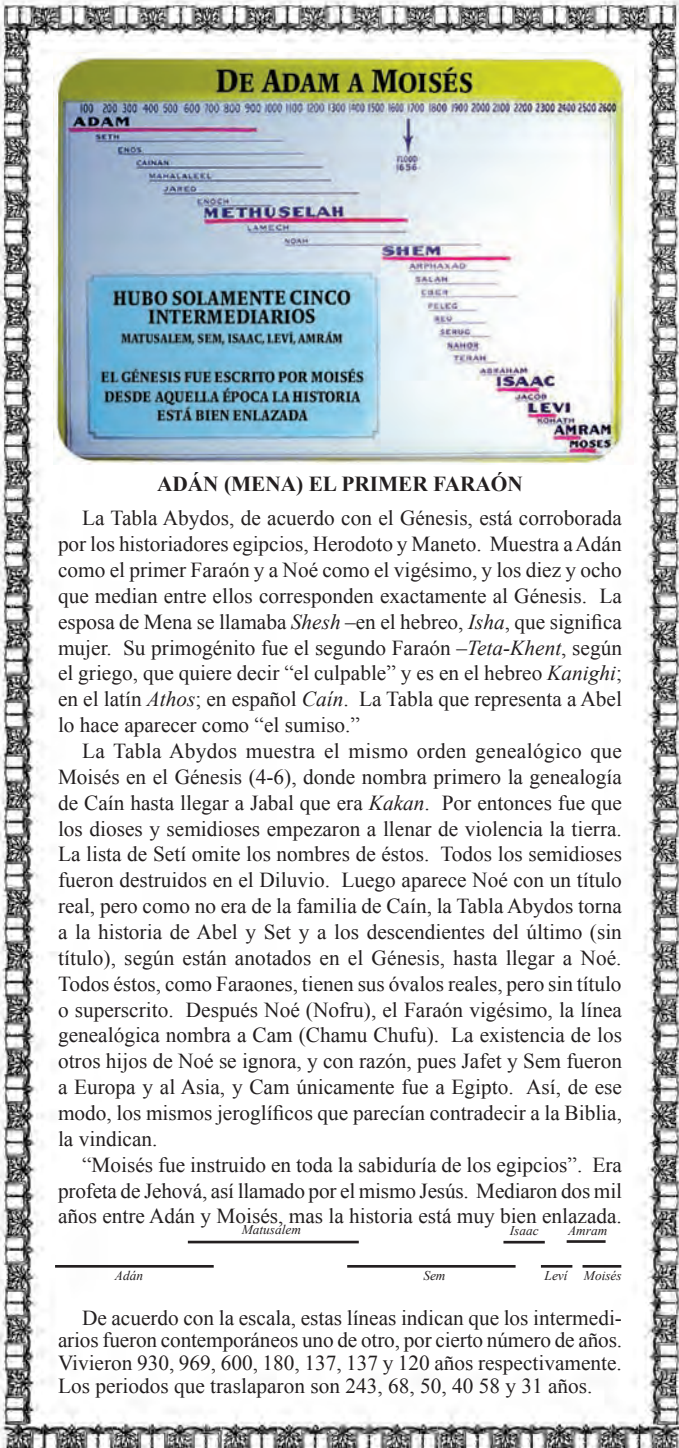 DE ADAM A MOISÉS
100 200 300 400 500 600 700 800 900 1000 1100 1200 1300 1400 1500 1600 1700 1800 1900 2000 2100 2200 2300 2400 2500 2600
ADAM
SETH
ENOS
CAINAN
MAHALALEEL
JARED
ENOCH
METHUSELAH
LAMECH
NOAH
FLOOD
1656
SHEM
ARPHAXAD
SALAH
EBER
PELEG
REU
SERUG
NAHOR
TERAH
ABRAHAM
ISAAC
JACOB
LEVI
KOHATH
AMRAM
MOSES
HUBO SOLAMENTE CINCO
INTERMEDIARIOS
MATUSALEM, SEM, ISAAC, LEVÍ, AMRÁM
EL GÉNESIS FUE ESCRITO POR MOISÉS
DESDE AQUELLA ÉPOCA LA HISTORIA
ESTÁ BIEN ENLAZADA
ADÁN (MENA) EL PRIMER FARAÓN
La Tabla Abydos, de acuerdo con el Génesis, está corroborada
por los historiadores egipcios, Herodoto y Maneto. Muestra a Adán
como el primer Faraón y a Noé como el vigésimo, y los diez y ocho
que median entre ellos corresponden exactamente al Génesis. La
esposa de Mena se llamaba Shesh –en el hebreo, Isha, que significa
mujer. Su primogénito fue el segundo Faraón –Teta-Khent, según
el griego, que quiere decir “el culpable” y es en el hebreo Kanighi;
en el latín Athos; en español Caín. La Tabla que representa a Abel
lo hace aparecer como “el sumiso.”
La Tabla Abydos muestra el mismo orden genealógico que
Moisés en el Génesis (4-6), donde nombra primero la genealogía
de Caín hasta llegar a Jabal que era Kakan. Por entonces fue que
los dioses y semidioses empezaron a llenar de violencia la tierra.
La lista de Setí omite los nombres de éstos. Todos los semidioses
fueron destruidos en el Diluvio. Luego aparece Noé con un título
real, pero como no era de la familia de Caín, la Tabla Abydos torna
a la historia de Abel y Set y a los descendientes del último (sin
título), según están anotados en el Génesis, hasta llegar a Noé.
Todos éstos, como Faraones, tienen sus óvalos reales, pero sin título
o superscrito. Después Noé (Nofru), el Faraón vigésimo, la línea
genealógica nombra a Cam (Chamu Chufu). La existencia de los
otros hijos de Noé se ignora, y con razón, pues Jafet y Sem fueron
a Europa y al Asia, y Cam únicamente fue a Egipto. Así, de ese
modo, los mismos jeroglíficos que parecían contradecir a la Biblia,
la vindican.
“Moisés fue instruido en toda la sabiduría de los egipcios”. Era
profeta de Jehová, así llamado por el mismo Jesús. Mediaron dos mil
años entre Adán y Moisés, mas la historia está muy bien enlazada.
Matusalem Isaac Amram
Adán Sem Leví Moisés
De acuerdo con la escala, estas líneas indican que los intermedi-
arios fueron contemporáneos uno de otro, por cierto número de años.
Vivieron 930, 969, 600, 180, 137, 137 y 120 años respectivamente.
Los periodos que traslaparon son 243, 68, 50, 40 58 y 31 años.